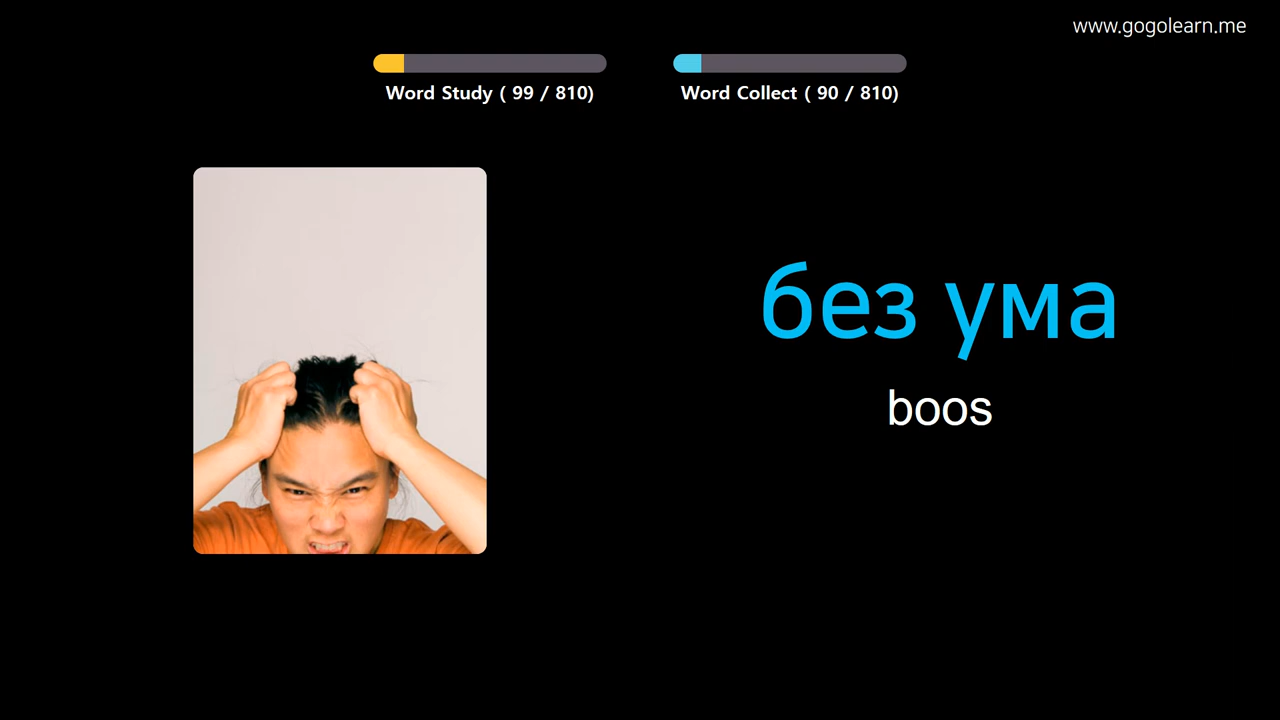 www.gogolearn.me
Word Study ( 99 / 810)
Word Collect ( 90 / 810)
без ума
boos